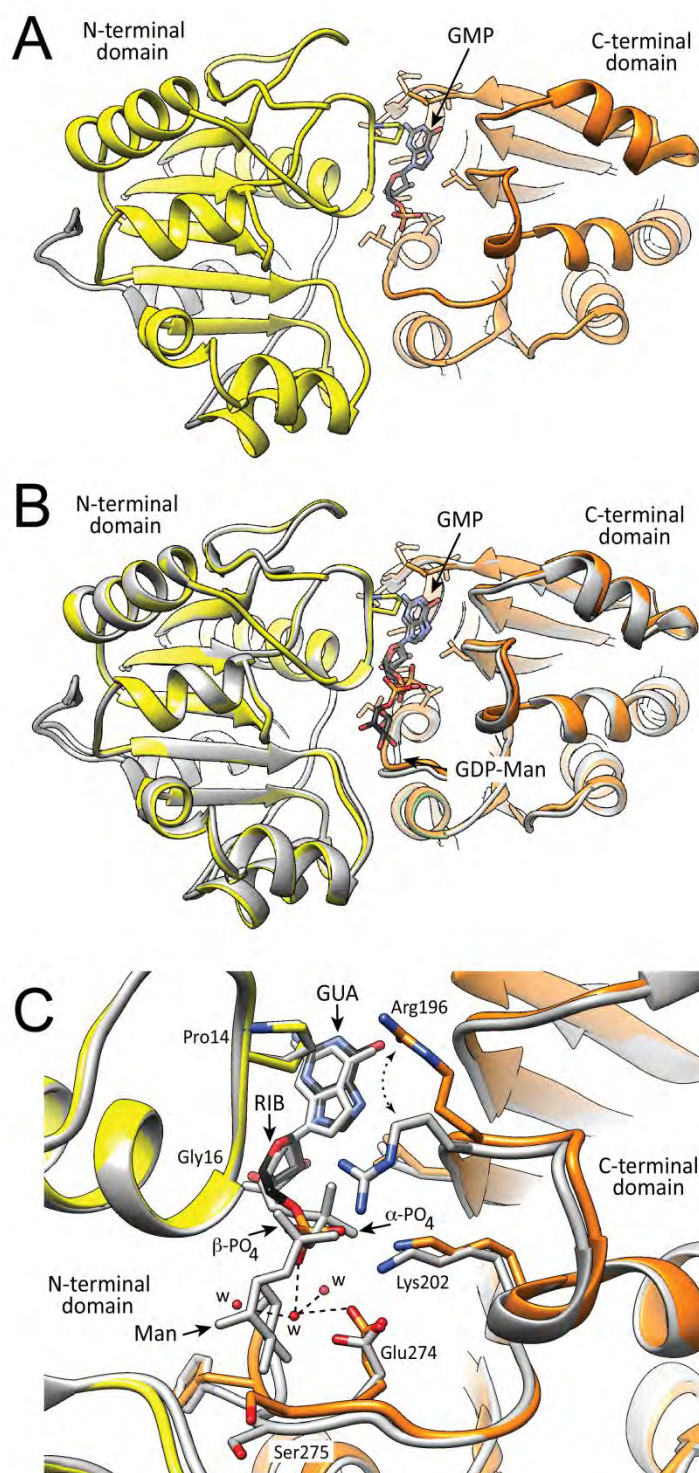 A
N-terminal
domain
GMP
C-terminal
domain
B
N-terminal
domain
GMP
C-terminal
domain
GDP-Man
C
GUA
Arg196
Pro14
RIB
Gly16
C-terminal
domain
α-PO4
β-PO4
Lys202
N-terminal
domain
w
w
w
Man
Glu274
Ser275